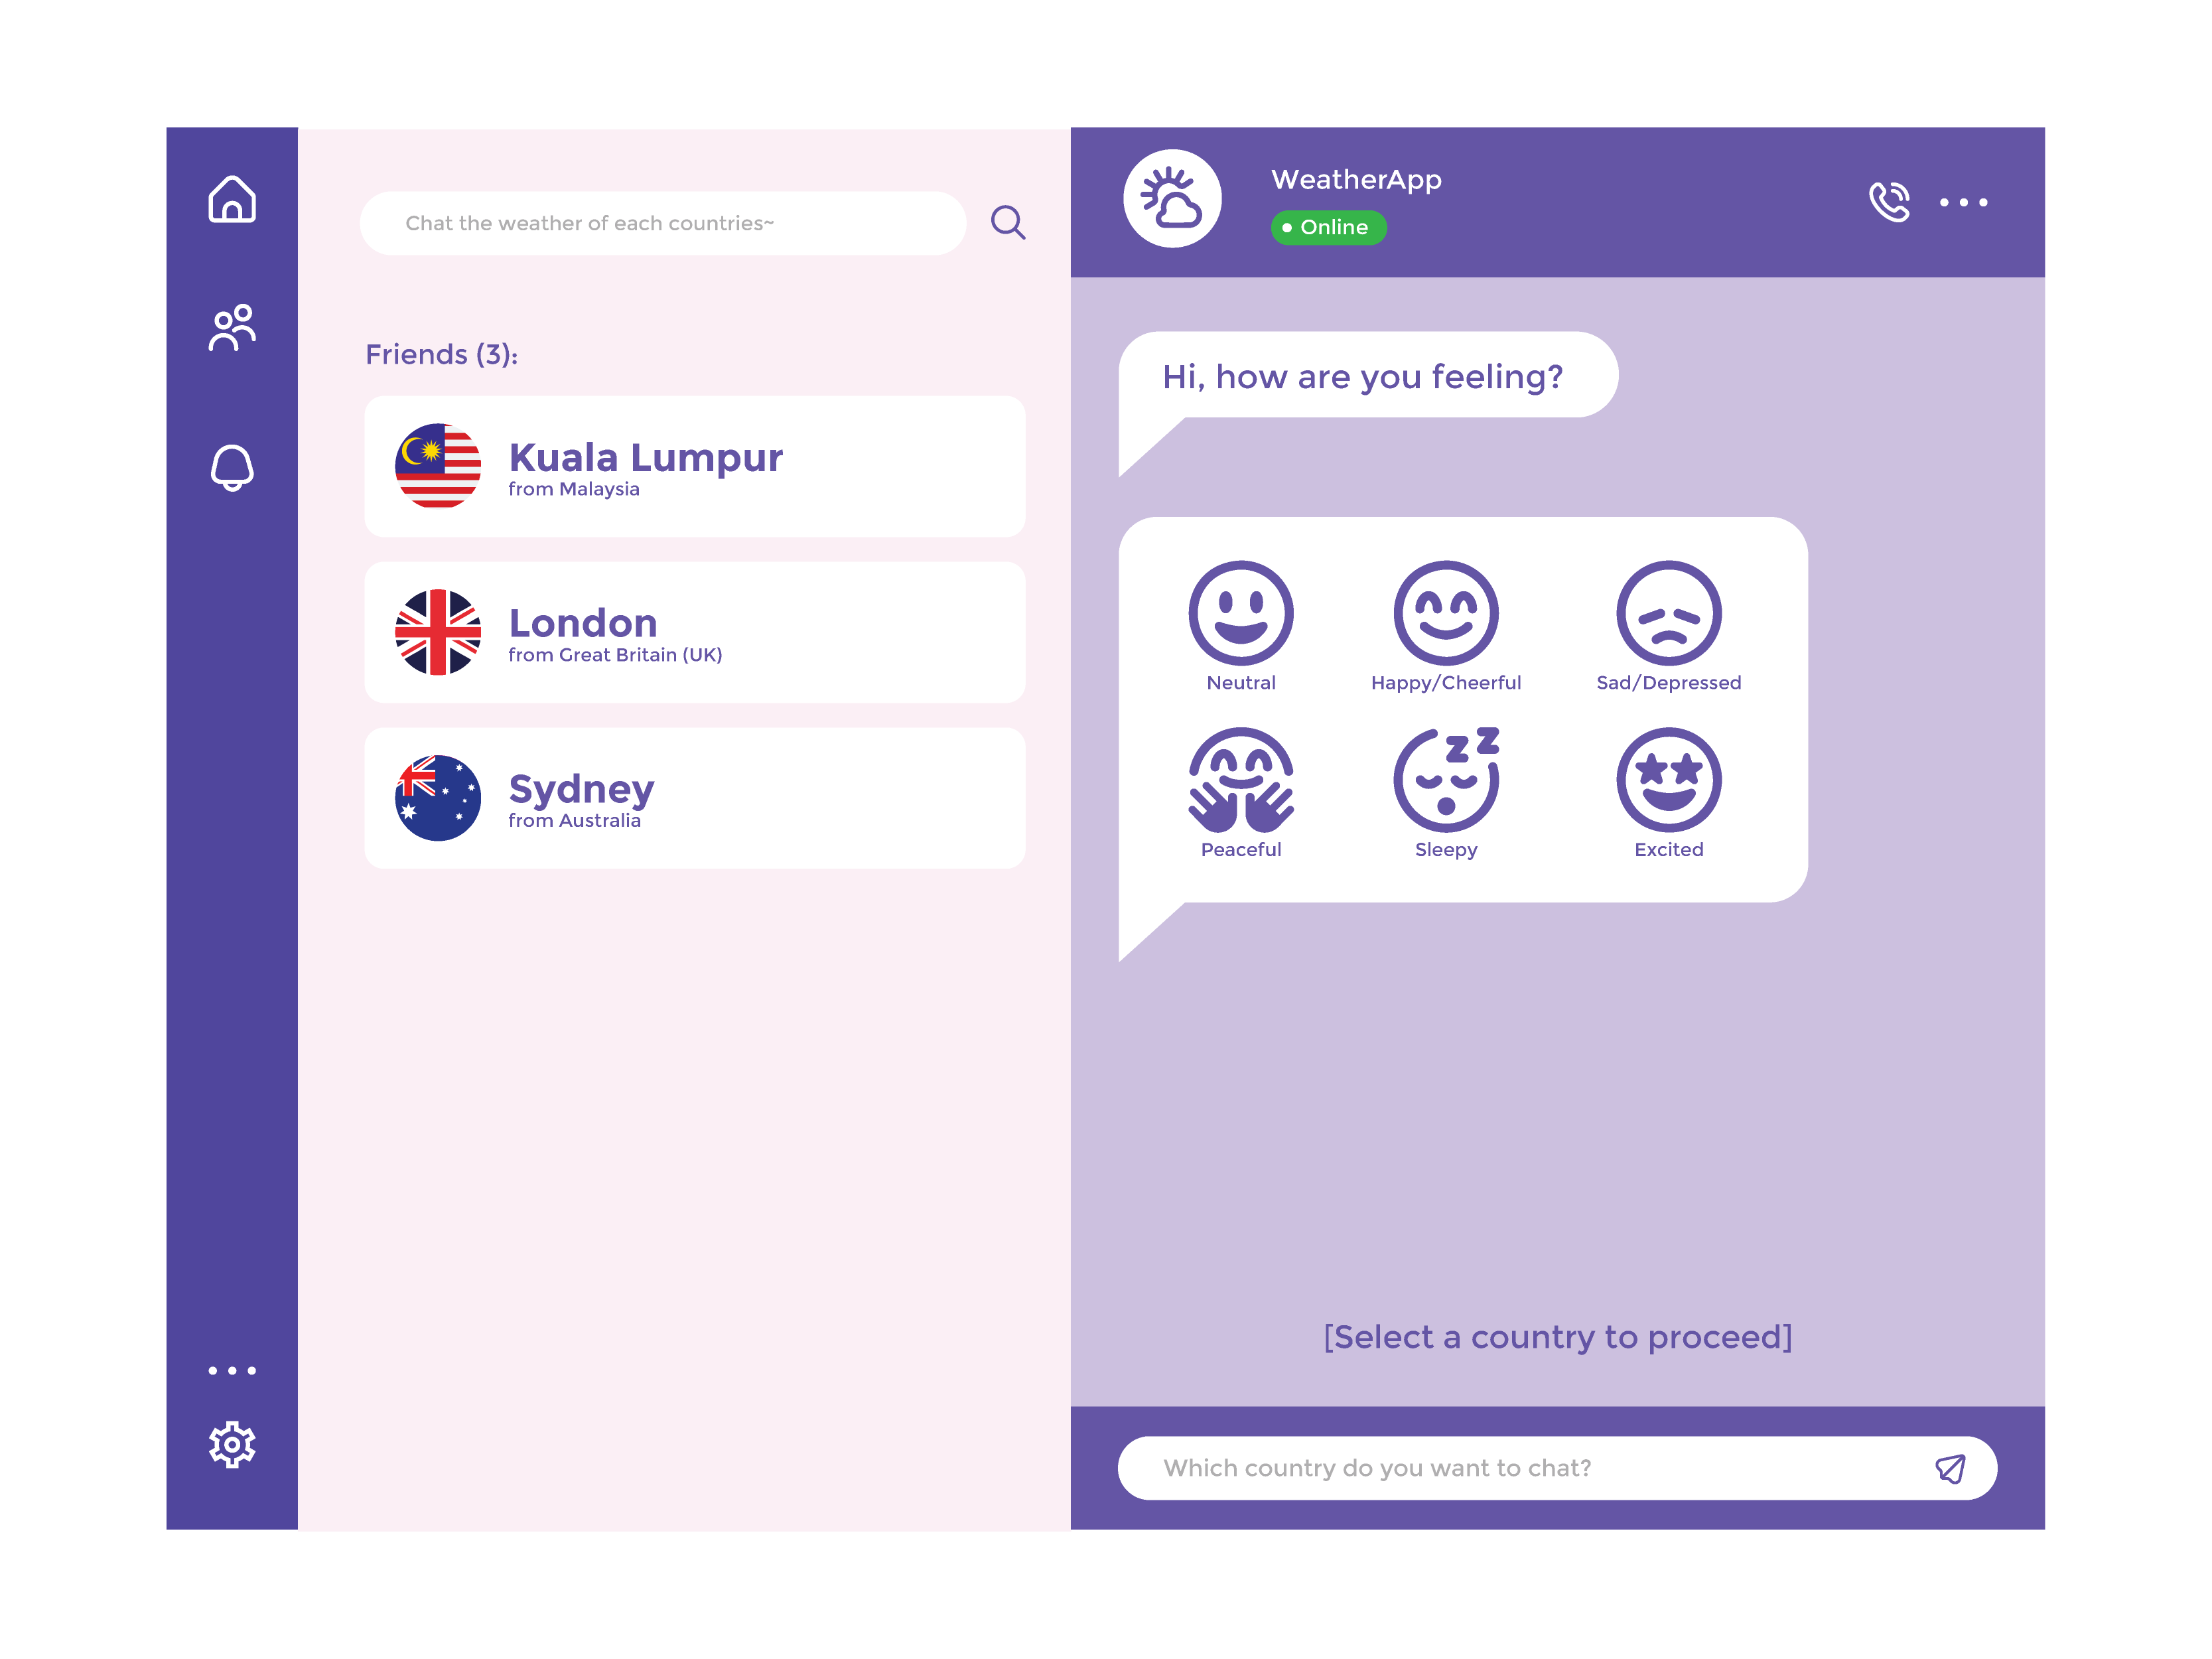 Chat the weather of each countries~
Friends (3):
Kuala Lumpur
from Malaysia
London
from Great Britain (UK)
Sydney
from Australia
WeatherApp
Online
Hi, how are you feeling?
Neutral
Happy/Cheerful
Sad/Depressed
zz
Peaceful
Sleepy
Excited
[Select a country to proceed]
Which country do you want to chat?